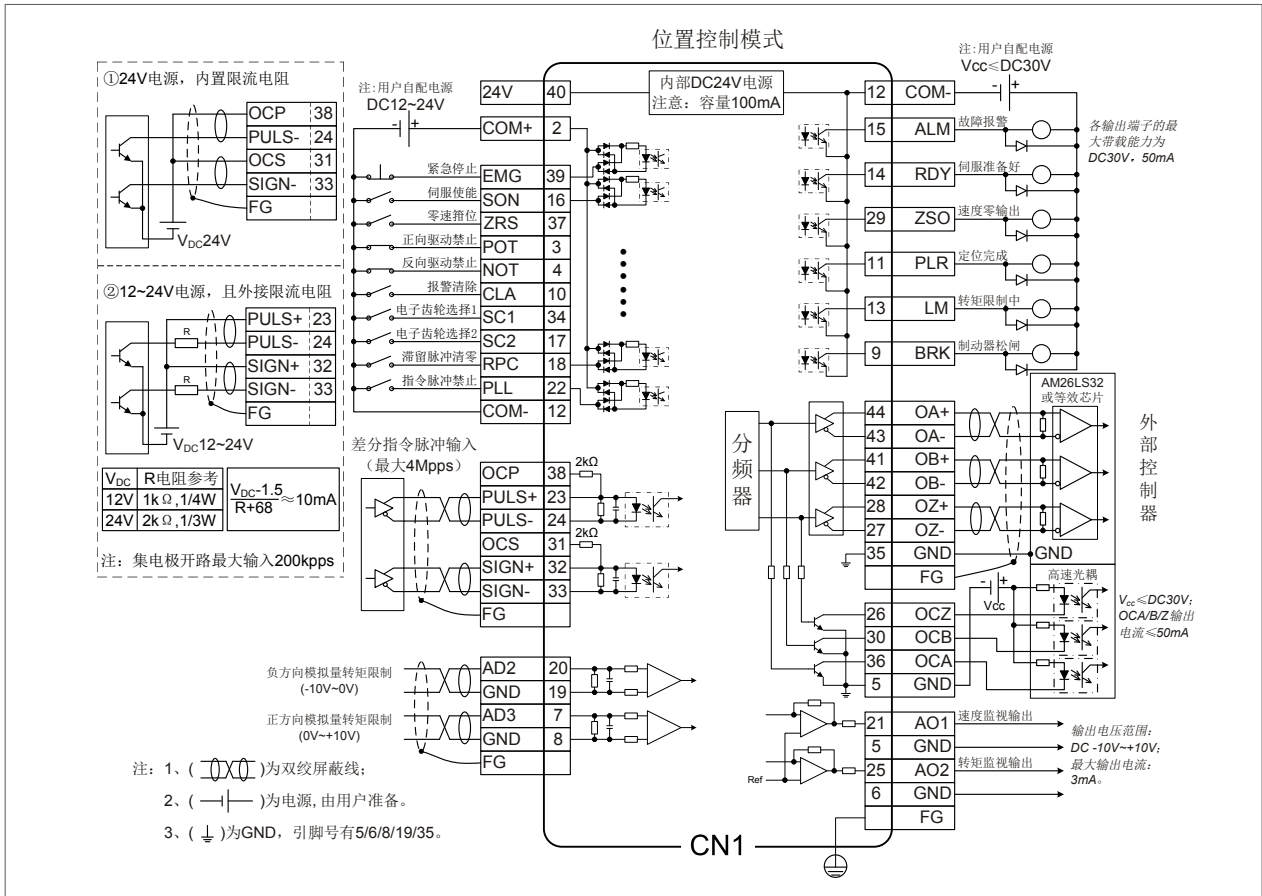 位置控制模式
①24V电源，内置限流电阻
OCP 38
PULS- 24
OCS 31
SIGN- 33
FG
VDC24V
②12~24V电源，且外接限流电阻
R
R
PULS+ 23
PULS- 24
SIGN+ 32
SIGN- 33
FG
VDC12~24V
VDC R电阻参考
12V 1kΩ,1/4W
24V 2kΩ,1/3W
VDC-1.5
R+68
≈10mA
注：集电极开路最大输入200kpps
注:用户自配电源
DC12~24V
- +
24V 40
COM+ 2
紧急停止 EMG 39
伺服使能 SON 16
零速箝位 ZRS 37
正向驱动禁止 POT 3
反向驱动禁止 NOT 4
报警清除 CLA 10
电子齿轮选择1 SC1 34
电子齿轮选择2 SC2 17
滞留脉冲清零 RPC 18
指令脉冲禁止 PLL 22
COM- 12
差分指令脉冲输入
（最大4Mpps）
OCP 38 2kΩ
PULS+ 23
PULS- 24
OCS 31 2kΩ
SIGN+ 32
SIGN- 33
FG
负方向模拟量转矩限制
(-10V~0V)
AD2 20
GND 19
正方向模拟量转矩限制
(0V~+10V)
AD3 7
GND 8
FG
注：1、( )为双绞屏蔽线；
2、( )为电源,由用户准备。
3、( )为GND，引脚号有5/6/8/19/35。
内部DC24V电源
注意：容量100mA
注:用户自配电源
Vcc≤DC30V
- +
12 COM-
15 ALM 故障报警
14 RDY 伺服准备好
29 ZSO 速度零输出
11 PLR 定位完成
13 LM 转矩限制中
9 BRK 制动器松闸
各输出端子的最
大带载能力为
DC30V，50mA
分频器
AM26LS32
或等效芯片
44 OA+
43 OA-
41 OB+
42 OB-
28 OZ+
27 OZ-
35 GND
GND
FG
外部控制器
高速光耦
- +
Vcc
26 OCZ
30 OCB
36 OCA
5 GND
Vcc≤DC30V；
OCA/B/Z输出
电流≤50mA
21 AO1 速度监视输出
5 GND
25 AO2 转矩监视输出
6 GND
FG
Ref
输出电压范围：
DC -10V~+10V；
最大输出电流：
3mA。
CN1